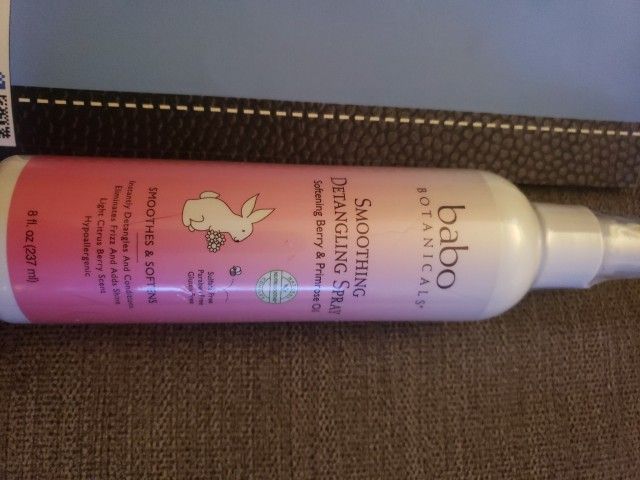 babo
BOTANICALS®
SMOOTHING
DETANGLING SPRAY
Softening Berry & Primrose Oil
Sulfate Free
Paraben Free
Gluten Free
SMOOTHES & SOFTENS
Instantly Detangles And Conditions
Eliminates Frizz And Adds Shine
Light Citrus Berry Scent
Hypoallergenic
8 fl. oz (237 ml)